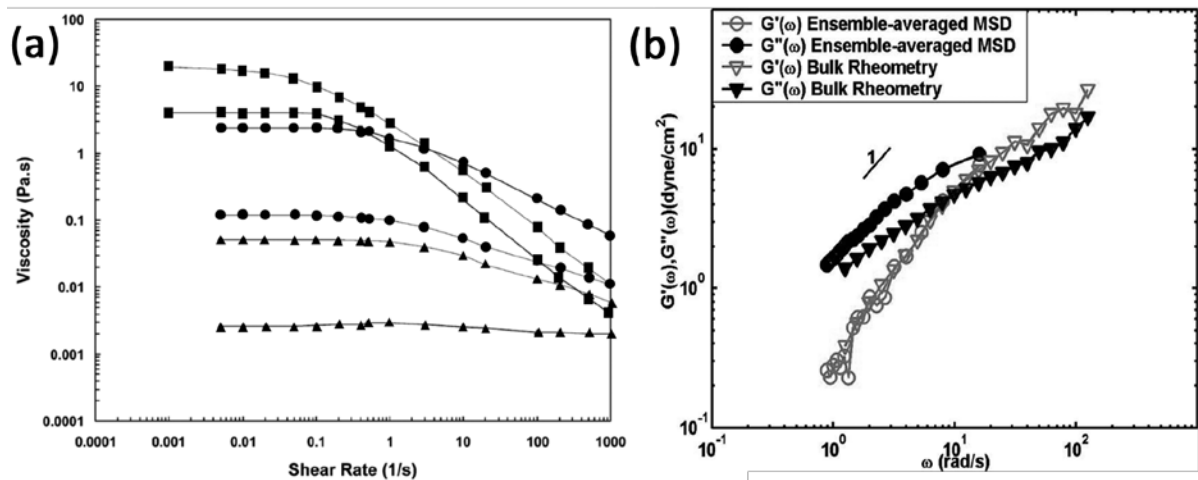 (a)
Viscosity (Pa.s)
100
10
1
0.1
0.01
0.001
0.0001
0.0001 0.001 0.01 0.1 1 10 100 1000
Shear Rate (1/s)
(b)
G'(ω) Ensemble-averaged MSD
G"(ω) Ensemble-averaged MSD
G'(ω) Bulk Rheometry
G"(ω) Bulk Rheometry
1
G'(ω),G"(ω)(dyne/cm²)
10¹
10⁰
10⁻¹
10⁻¹ 10⁰ 10¹ 10²
ω (rad/s)